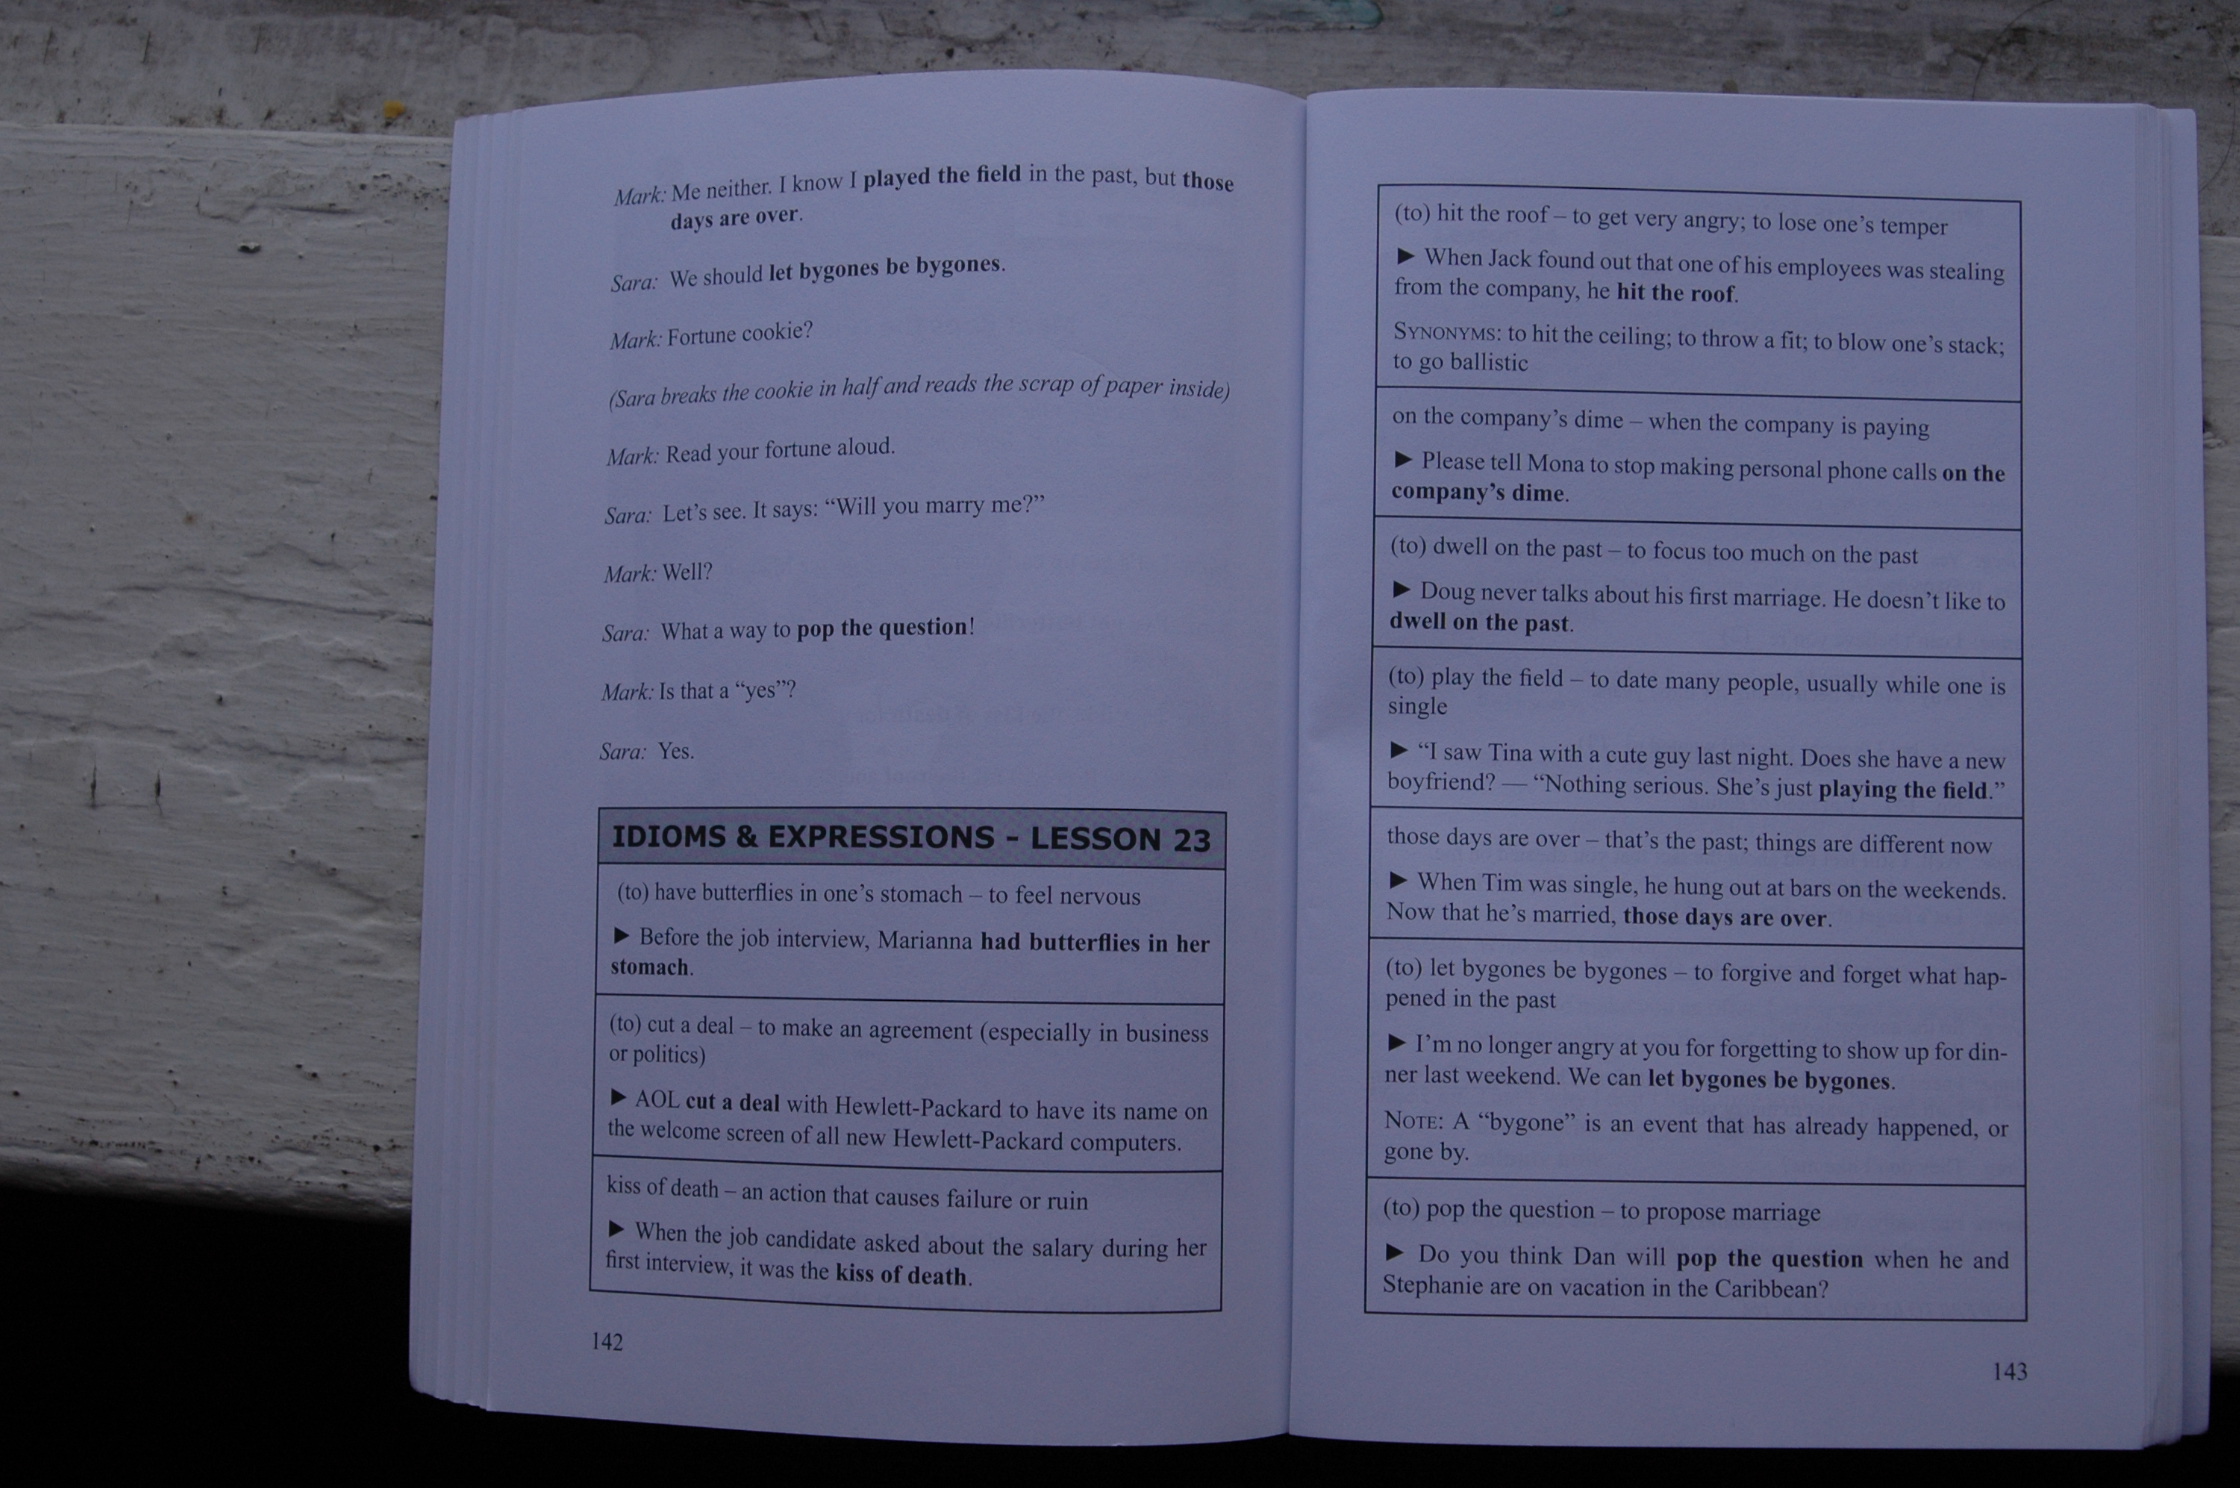 Mark: Me neither. I know I played the field in the past, but those
days are over.
Sara: We should let bygones be bygones.
Mark: Fortune cookie?
(Sara breaks the cookie in half and reads the scrap of paper inside)
Mark: Read your fortune aloud.
Sara: Let's see. It says: “Will you marry me?”
Mark: Well?
Sara: What a way to pop the question!
Mark: Is that a “yes”?
Sara: Yes.
IDIOMS & EXPRESSIONS - LESSON 23
(to) have butterflies in one's stomach – to feel nervous
► Before the job interview, Marianna had butterflies in her
stomach.
(to) cut a deal – to make an agreement (especially in business
or politics)
► AOL cut a deal with Hewlett-Packard to have its name on
the welcome screen of all new Hewlett-Packard computers.
kiss of death – an action that causes failure or ruin
► When the job candidate asked about the salary during her
first interview, it was the kiss of death.
142
(to) hit the roof – to get very angry; to lose one's temper
► When Jack found out that one of his employees was stealing
from the company, he hit the roof.
SYNONYMS: to hit the ceiling; to throw a fit; to blow one's stack;
to go ballistic
on the company's dime – when the company is paying
► Please tell Mona to stop making personal phone calls on the
company's dime.
(to) dwell on the past – to focus too much on the past
► Doug never talks about his first marriage. He doesn't like to
dwell on the past.
(to) play the field – to date many people, usually while one is
single
► “I saw Tina with a cute guy last night. Does she have a new
boyfriend? — “Nothing serious. She's just playing the field.”
those days are over – that's the past; things are different now
► When Tim was single, he hung out at bars on the weekends.
Now that he's married, those days are over.
(to) let bygones be bygones – to forgive and forget what hap-
pened in the past
► I'm no longer angry at you for forgetting to show up for din-
ner last weekend. We can let bygones be bygones.
NOTE: A “bygone” is an event that has already happened, or
gone by.
(to) pop the question – to propose marriage
► Do you think Dan will pop the question when he and
Stephanie are on vacation in the Caribbean?
143